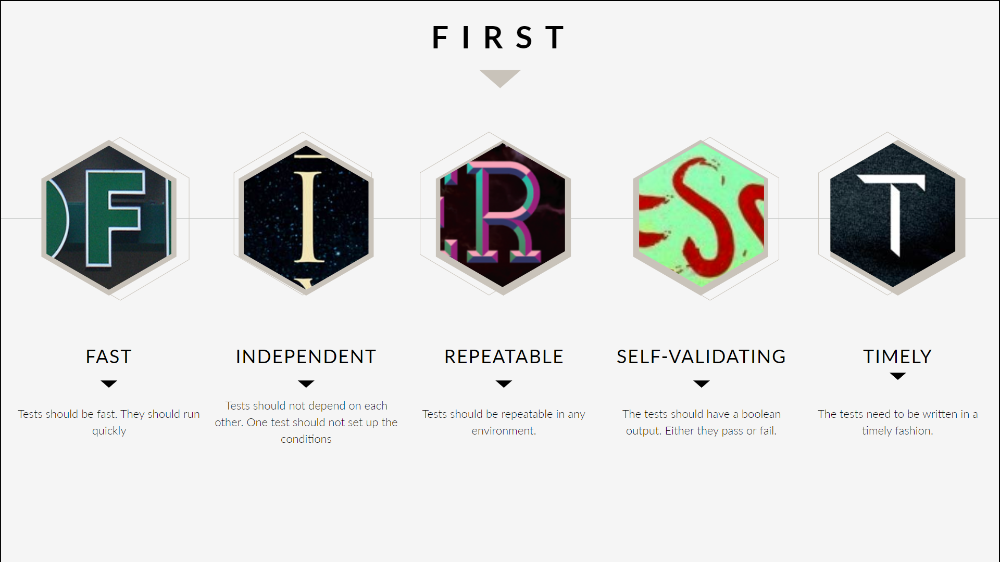 F I R S T
F
I
R
S
T
FAST
Tests should be fast. They should run
quickly
INDEPENDENT
Tests should not depend on each
other. One test should not set up the
conditions
REPEATABLE
Tests should be repeatable in any
environment.
SELF-VALIDATING
The tests should have a boolean
output. Either they pass or fail.
TIMELY
The tests need to be written in a
timely fashion.